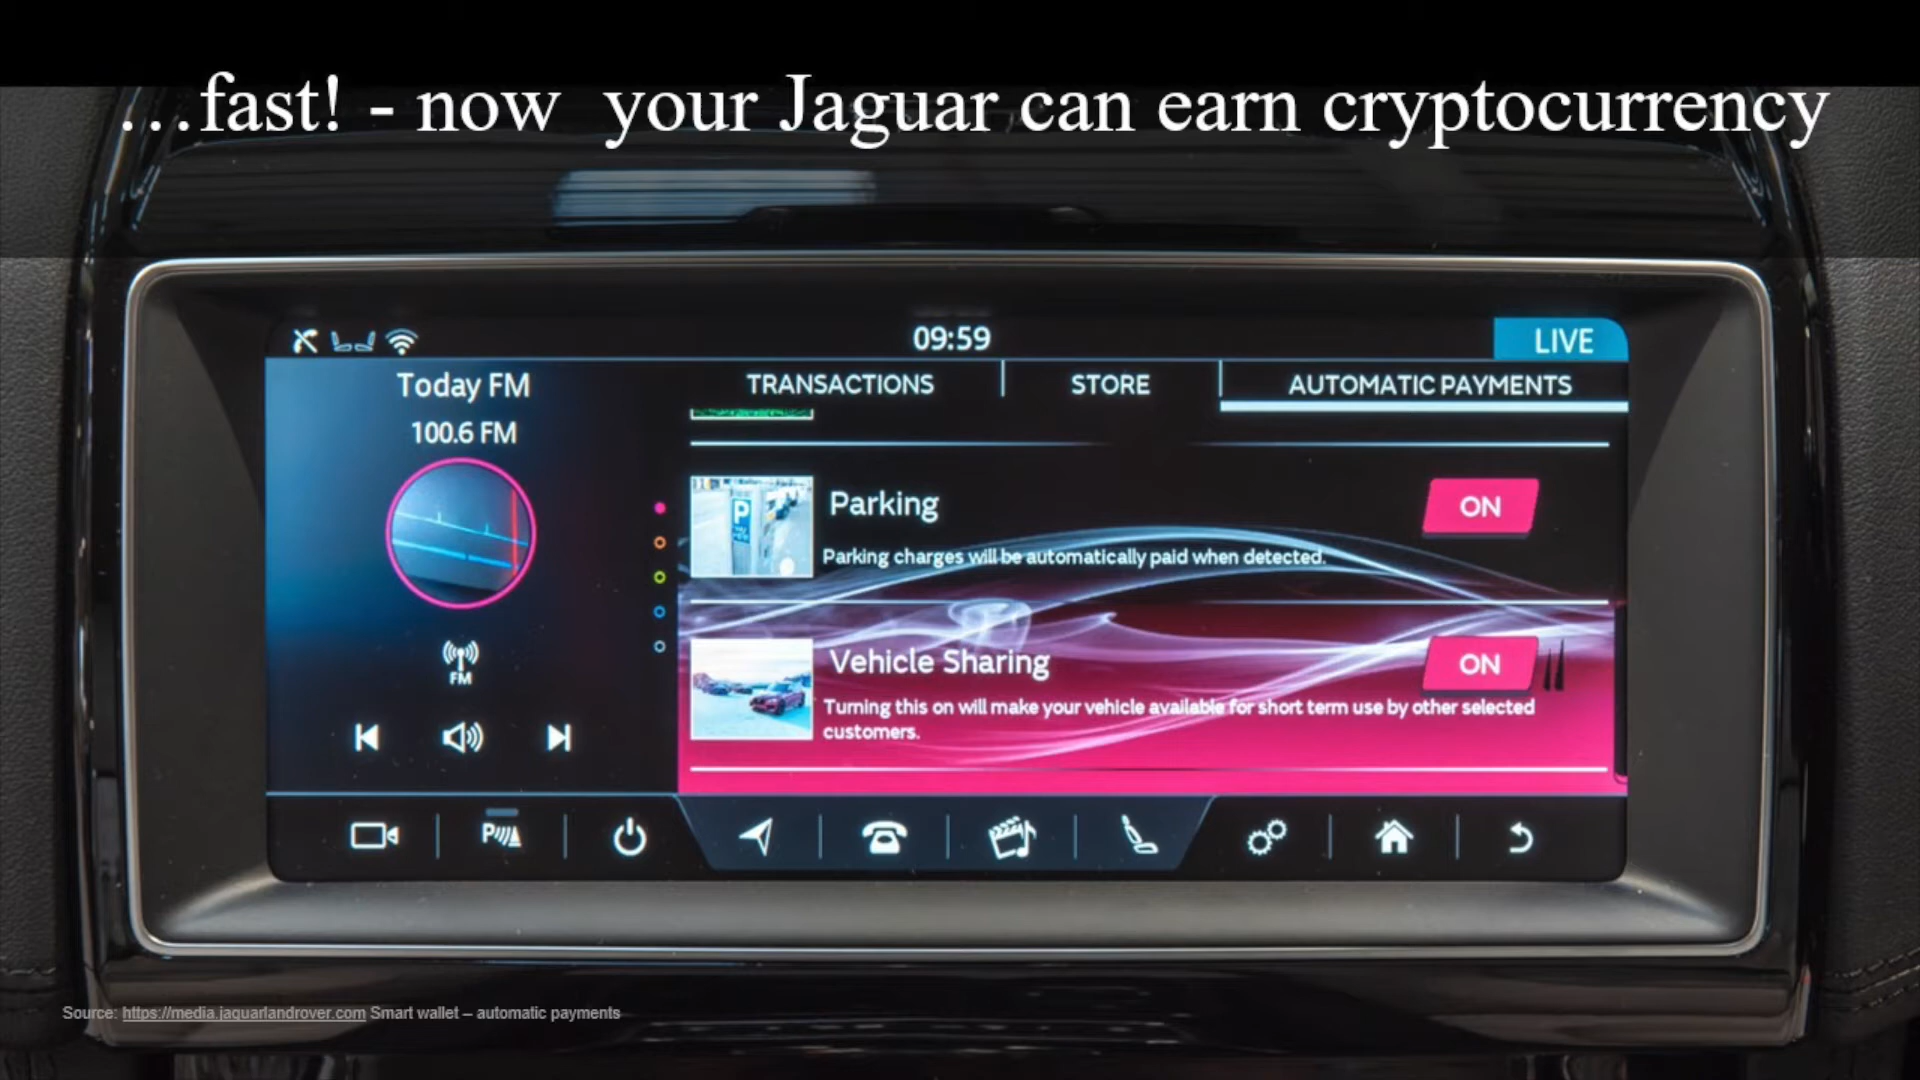 ...fast! - now  your Jaguar can earn cryptocurrency
09:59
LIVE
Today FM
100.6 FM
TRANSACTIONS
STORE
AUTOMATIC PAYMENTS
Parking
ON
Parking charges will be automatically paid when detected.
Vehicle Sharing
ON
Turning this on will make your vehicle available for short term use by other selected
customers.
FM
P
Source: https://media.jaguarlandrover.com Smart wallet – automatic payments